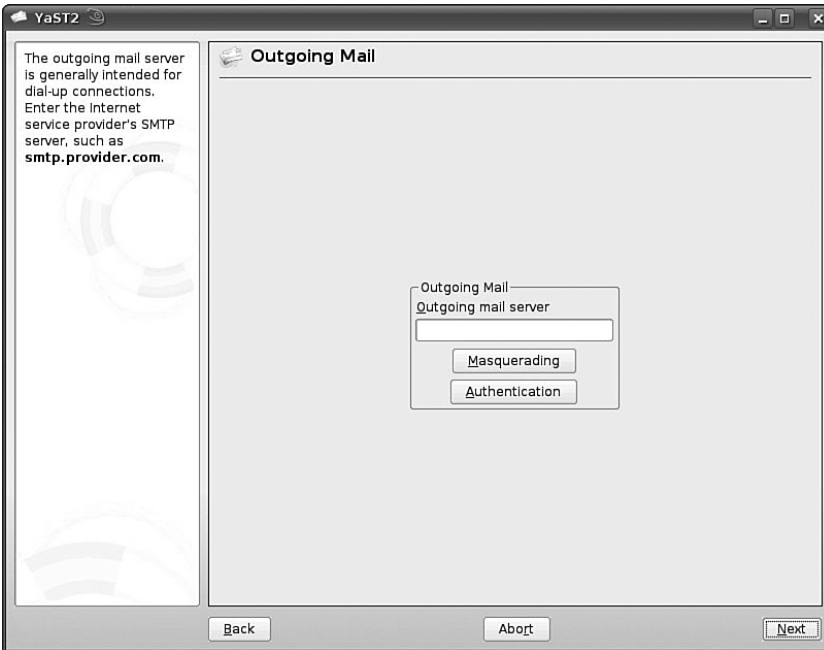 YaST2
The outgoing mail server
is generally intended for
dial-up connections.
Enter the Internet
service provider's SMTP
server, such as
smtp.provider.com.
Outgoing Mail
Outgoing Mail
Outgoing mail server
Masquerading
Authentication
Back
Abort
Next